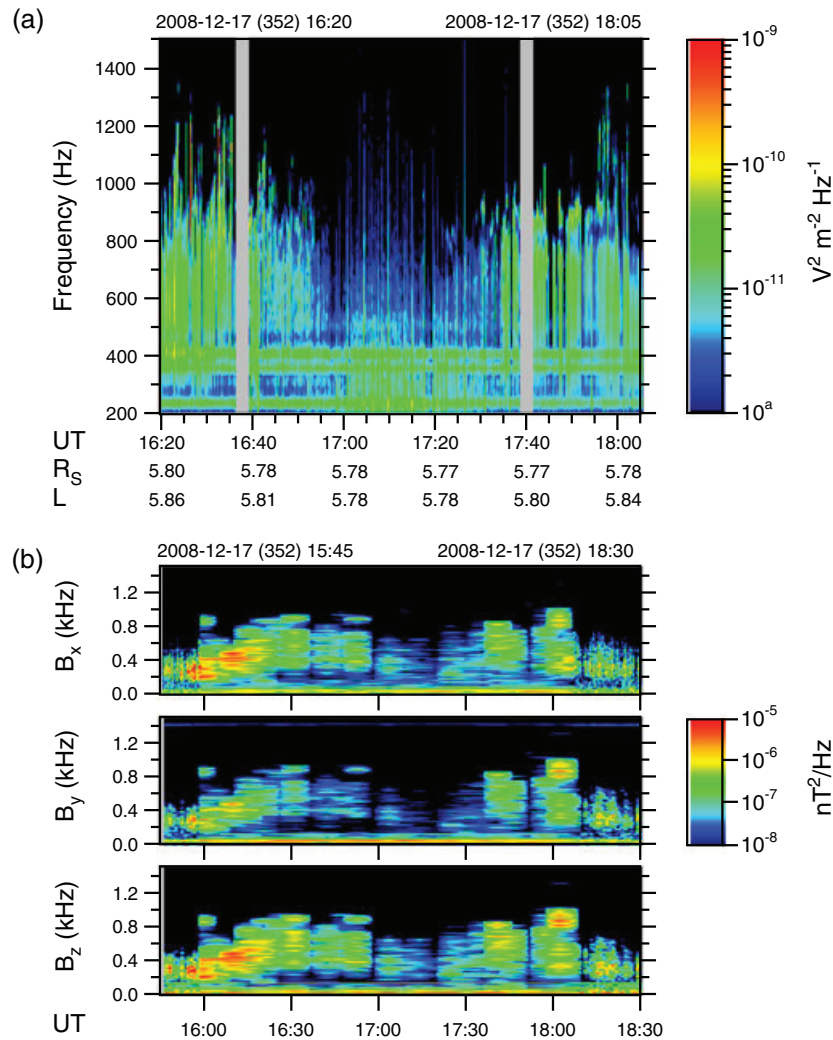 (a)
2008-12-17 (352) 16:20 2008-12-17 (352) 18:05
Frequency (Hz)
1400
1200
1000
800
600
400
200
10⁻⁹
10⁻¹⁰
10⁻¹¹
10ᵃ
V² m⁻² Hz⁻¹
UT 16:20 16:40 17:00 17:20 17:40 18:00
R_S 5.80 5.78 5.78 5.77 5.77 5.78
L 5.86 5.81 5.78 5.78 5.80 5.84
(b)
2008-12-17 (352) 15:45 2008-12-17 (352) 18:30
Bₓ (kHz)
1.2
0.8
0.4
0.0
B_y (kHz)
1.2
0.8
0.4
0.0
10⁻⁵
10⁻⁶
10⁻⁷
10⁻⁸
nT²/Hz
B_z (kHz)
1.2
0.8
0.4
0.0
UT 16:00 16:30 17:00 17:30 18:00 18:30